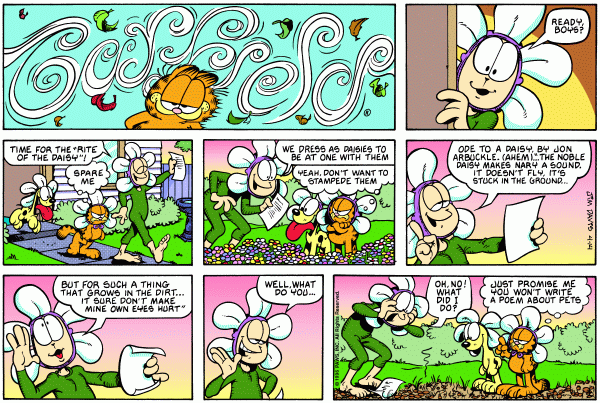 Garfield
READY,
BOYS?
TIME FOR THE "RITE
OF THE DAISY"!
SPARE
ME
WE DRESS AS DAISIES TO
BE AT ONE WITH THEM
YEAH, DON'T WANT TO
STAMPEDE THEM
ODE TO A DAISY, BY JON
ARBUCKLE. (AHEM)... "THE NOBLE
DAISY MAKES NARY A SOUND.
IT DOESN'T FLY, IT'S
STUCK IN THE GROUND...
JIM DAVIS
BUT FOR SUCH A THING
THAT GROWS IN THE DIRT...
IT SURE DON'T MAKE
MINE OWN EYES HURT"
WELL, WHAT
DO YOU...
OH, NO!
WHAT
DID I
DO?
JUST PROMISE ME
YOU WON'T WRITE
A POEM ABOUT PETS